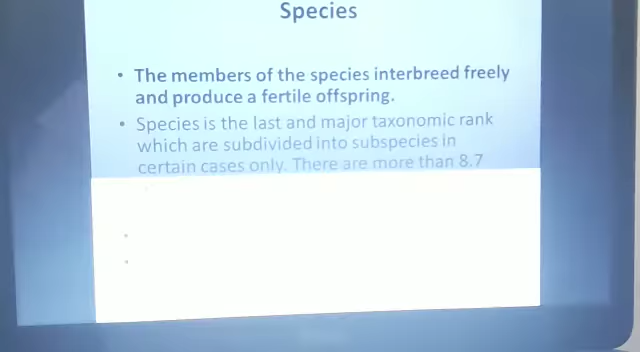 Species
• The members of the species interbreed freely
and produce a fertile offspring.
• Species is the last and major taxonomic rank
which are subdivided into subspecies in
certain cases only. There are more than 8.7